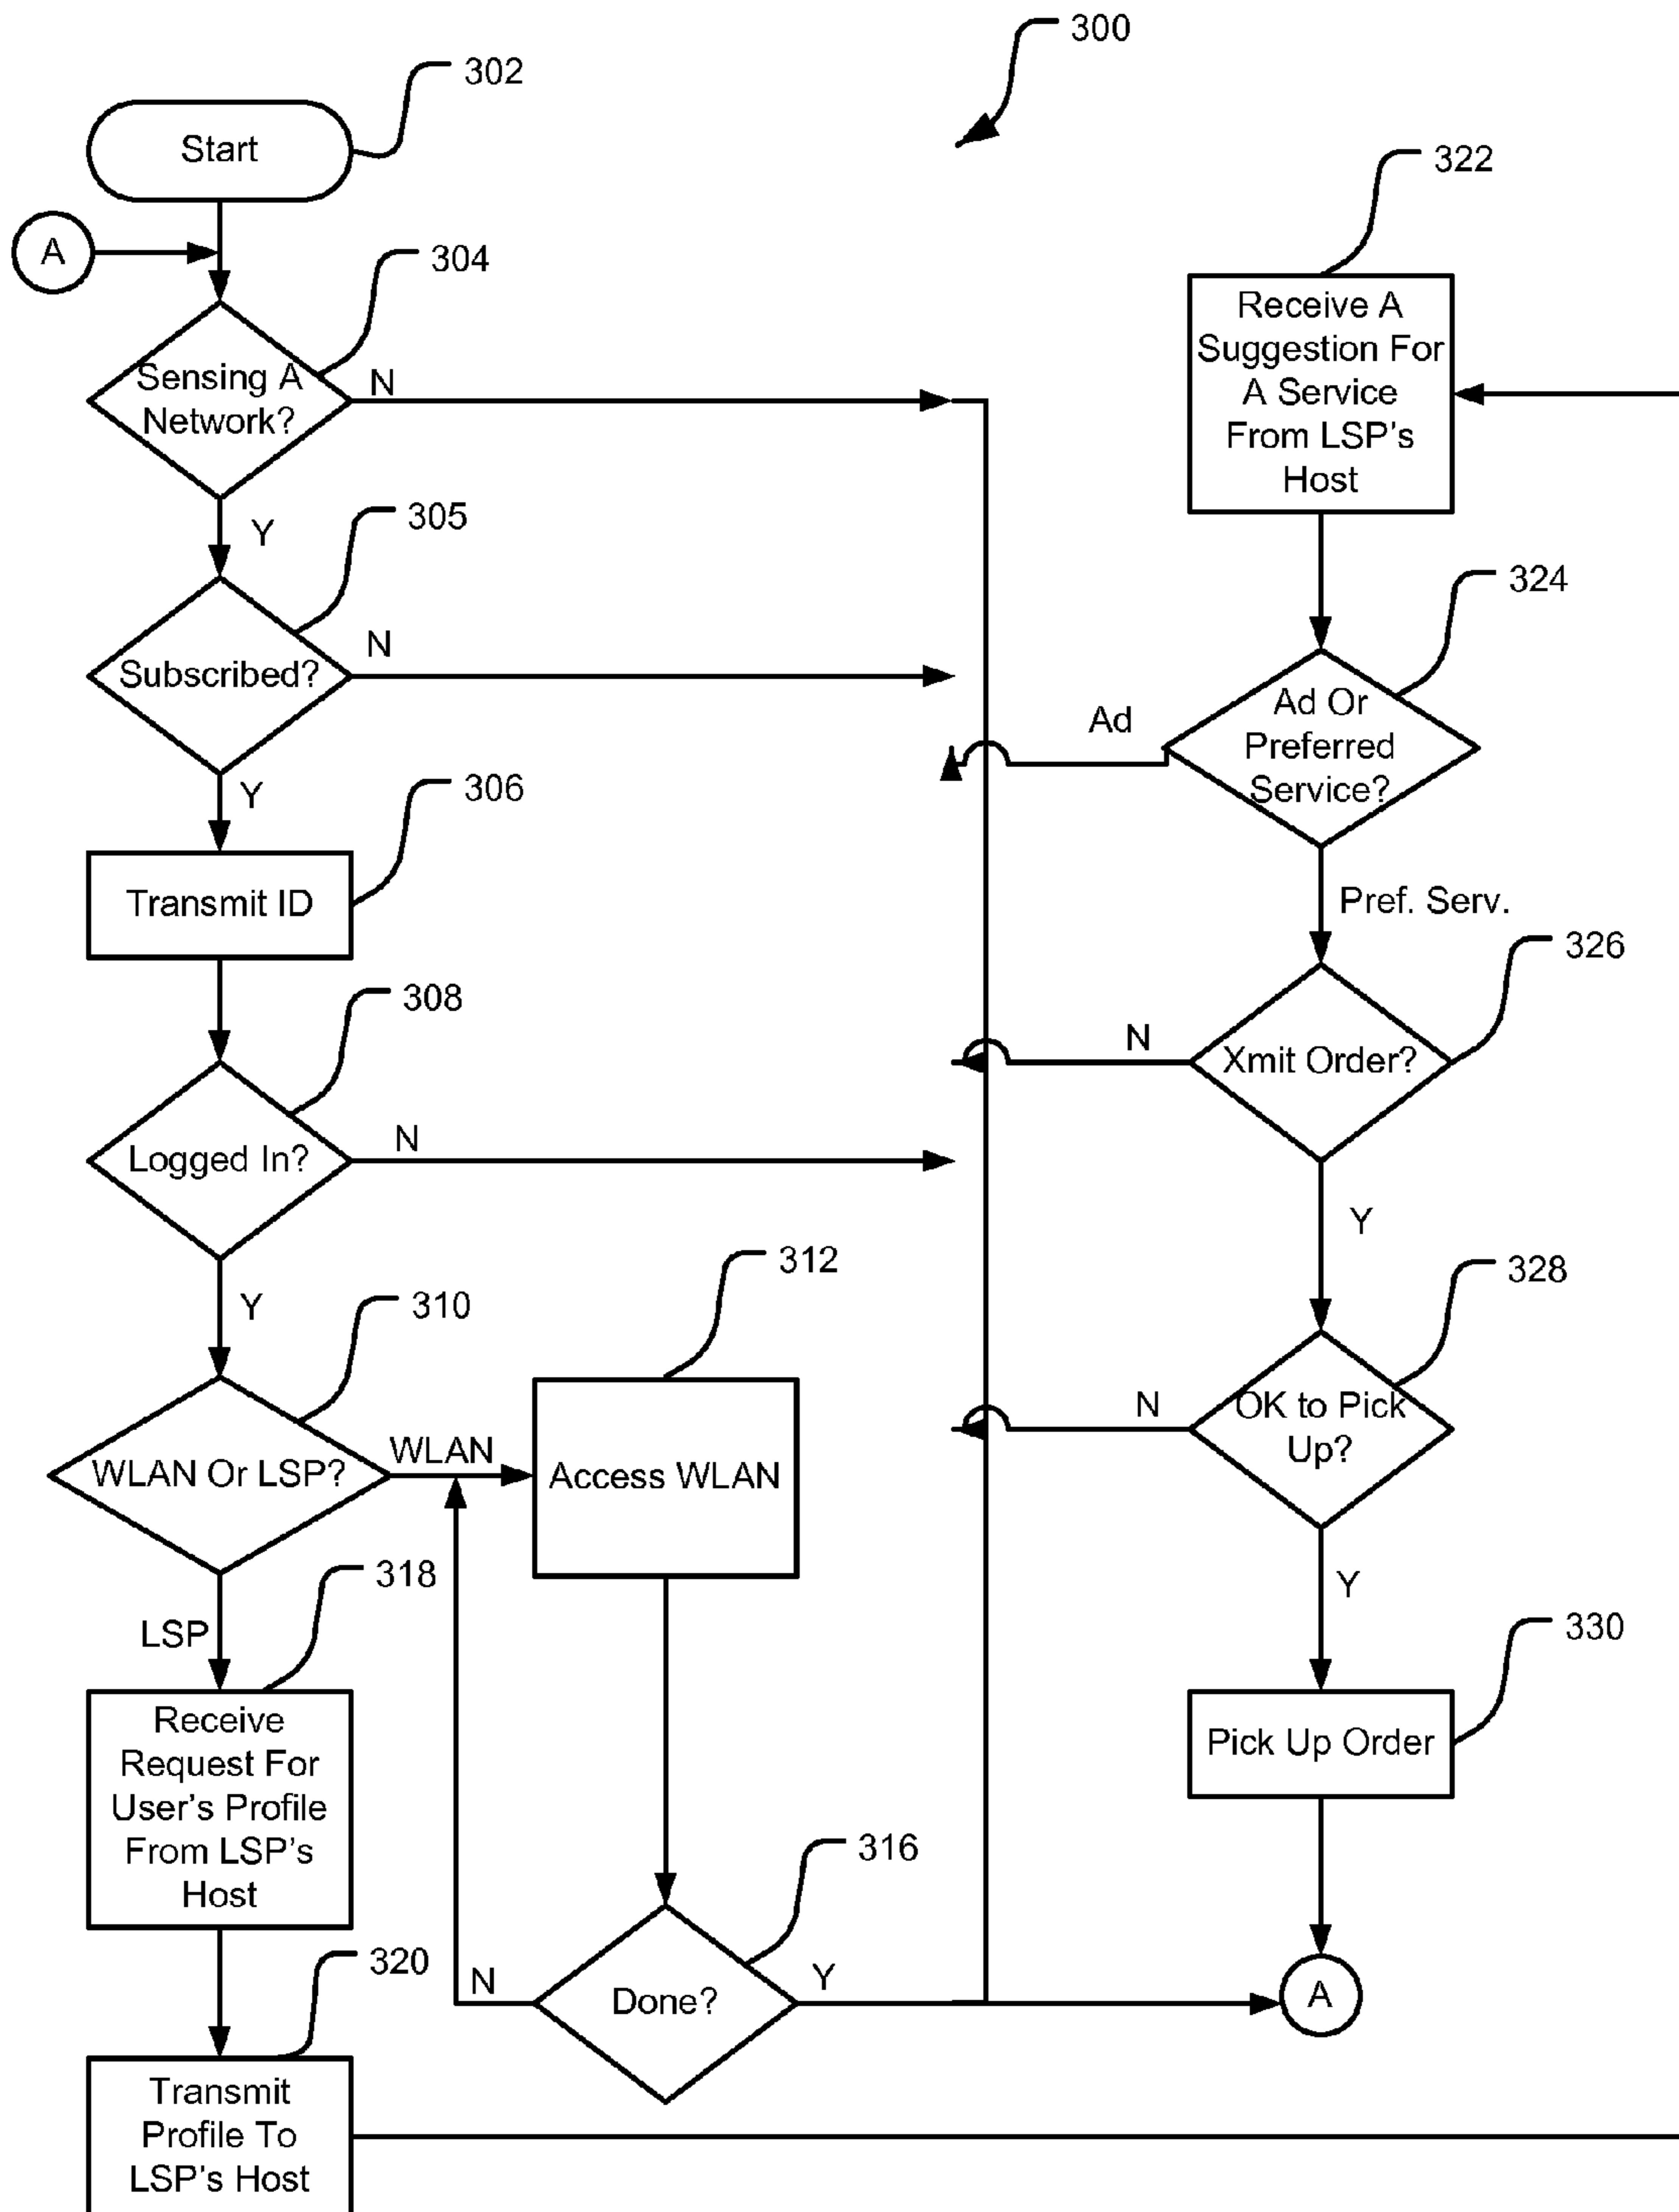 300
302
Start
A
304
Sensing A
Network?
N
Y
305
Subscribed?
N
Y
306
Transmit ID
308
Logged In?
N
Y
310
WLAN Or LSP?
WLAN
312
Access WLAN
LSP
318
Receive
Request For
User's Profile
From LSP's
Host
316
Done?
N
Y
320
Transmit
Profile To
LSP's Host
322
Receive A
Suggestion For
A Service
From LSP's
Host
324
Ad Or
Preferred
Service?
Ad
Pref. Serv.
326
Xmit Order?
N
Y
328
OK to Pick
Up?
N
Y
330
Pick Up Order
A